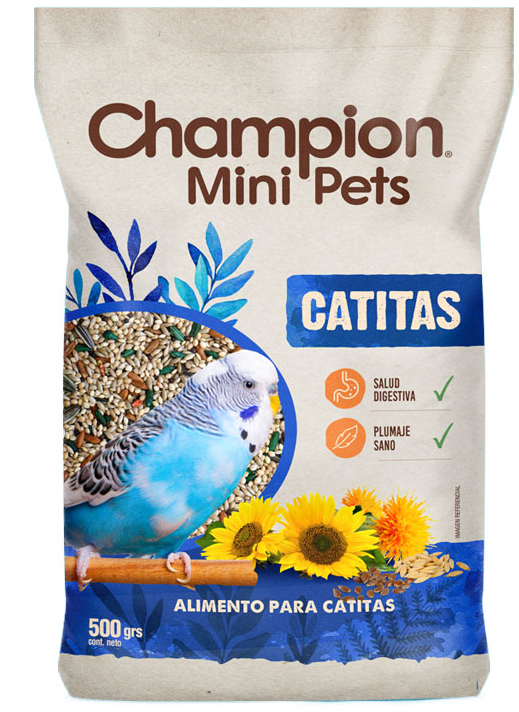 Champion®
Mini Pets
CATITAS
SALUD
DIGESTIVA
PLUMAJE
SANO
IMAGEN REFERENCIAL
ALIMENTO PARA CATITAS
500 grs
cont. neto